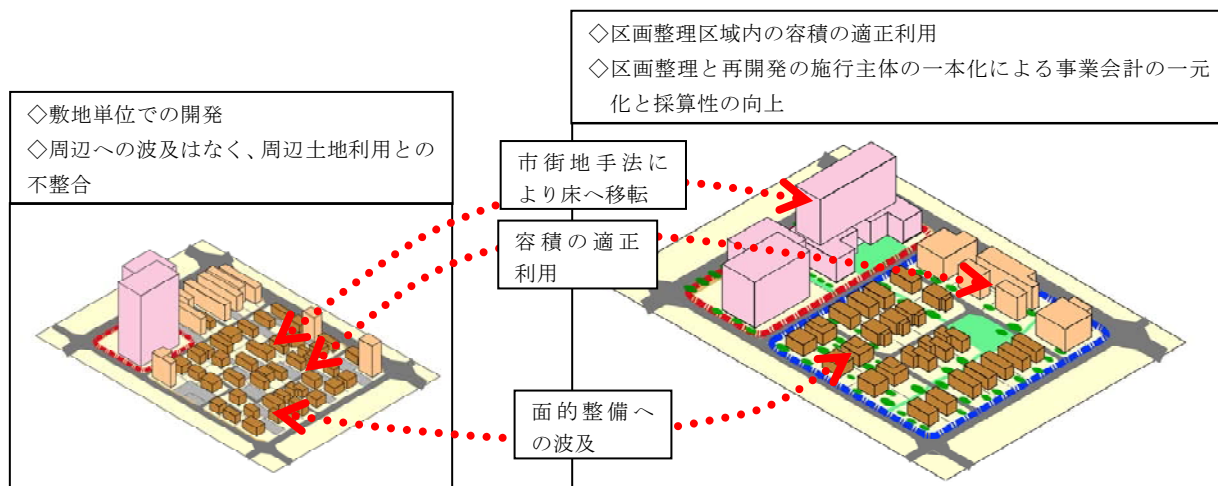 ◇敷地単位での開発
◇周辺への波及はなく、周辺土地利用との
不整合
◇区画整理区域内の容積の適正利用
◇区画整理と再開発の施行主体の一本化による事業会計の一元
化と採算性の向上
市街地手法に
より床へ移転
容積の適正
利用
面的整備へ
の波及